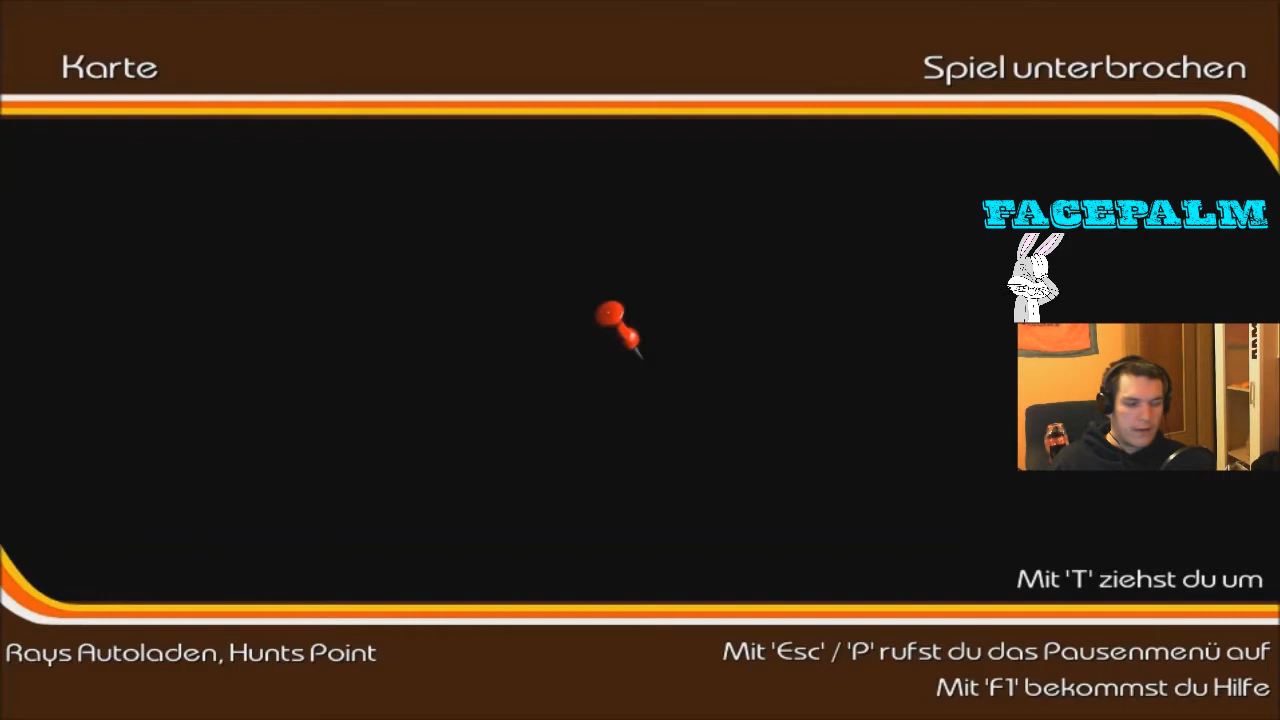 Karte
Spiel unterbrochen
FACEPALM
Mit 'T' ziehst du um
Rays Autoladen, Hunts Point
Mit 'Esc' / 'P' rufst du das Pausenmenü auf
Mit 'F1' bekommst du Hilfe